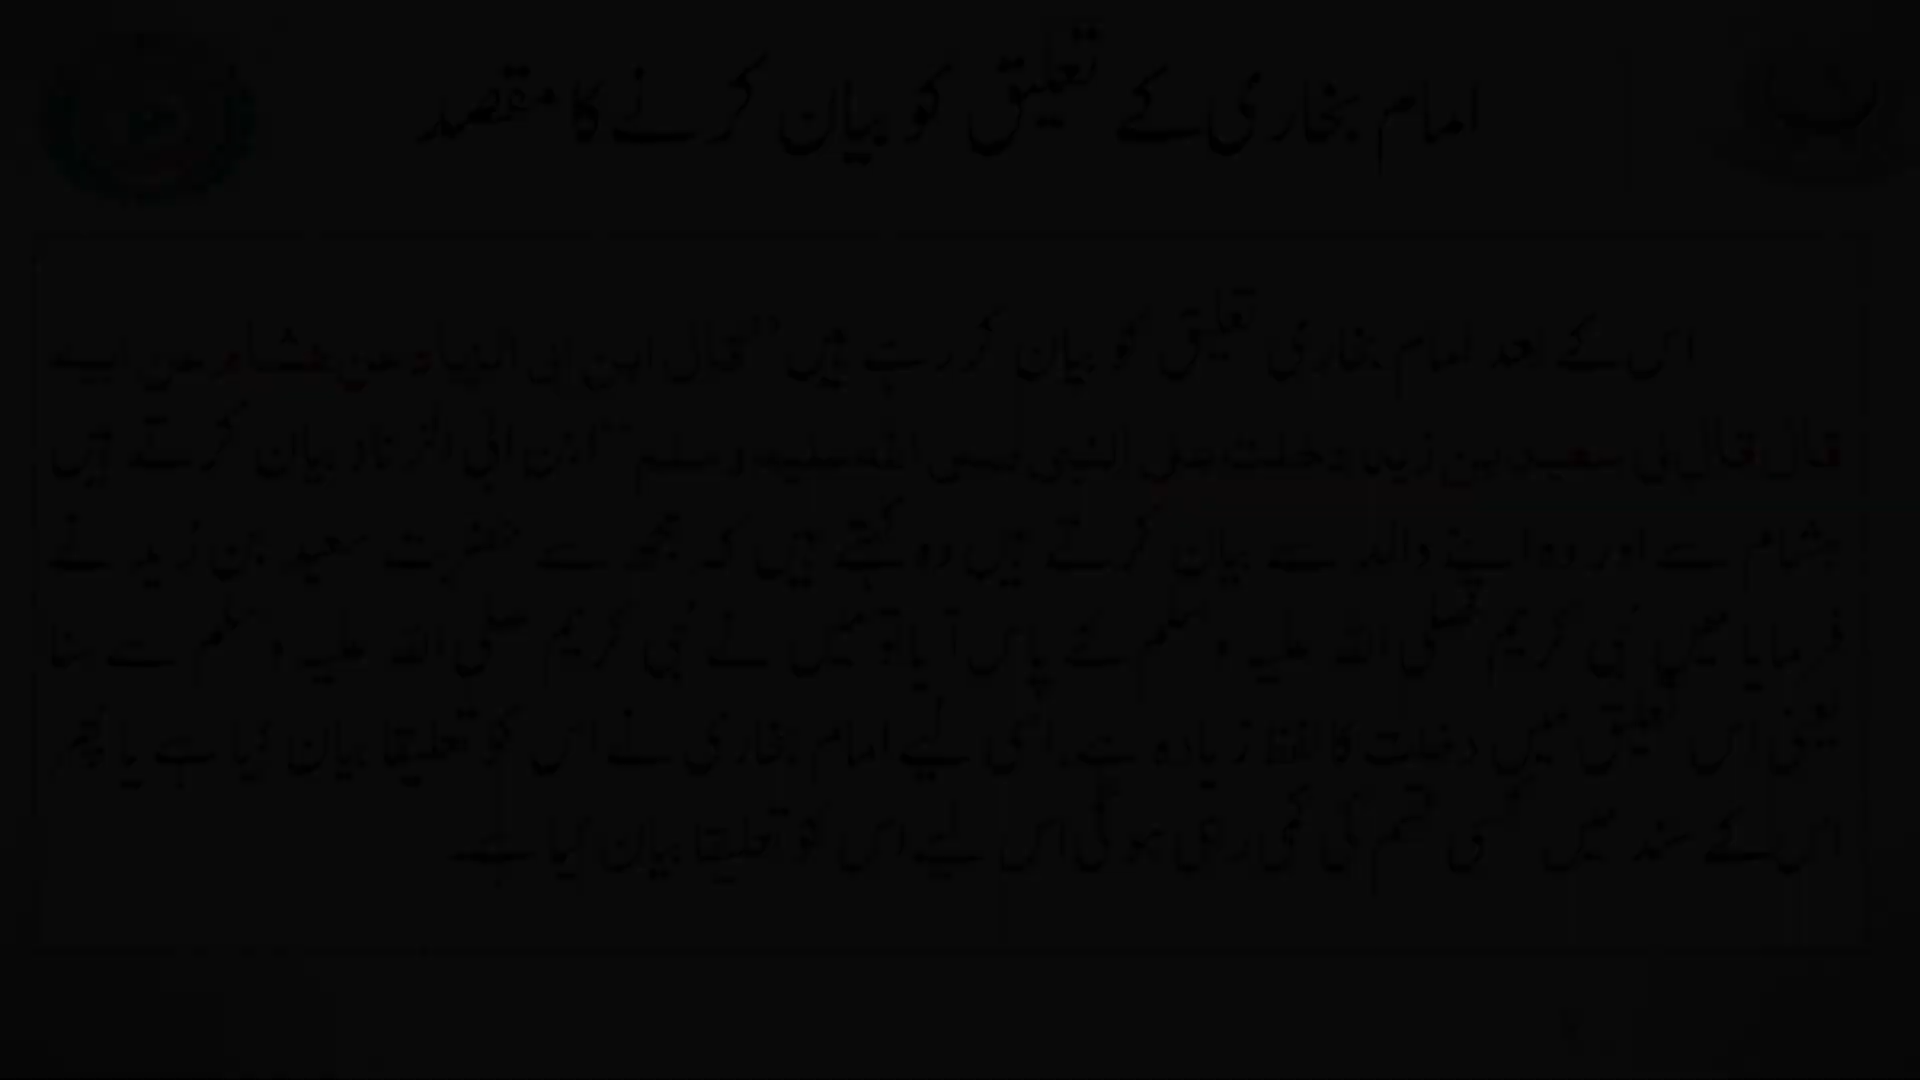 امام بخاری کے تعلیق کو بیان کرنے کا مقصد
اس کے بعد امام بخاری تعلیق کو بیان کررہے ہیں ”قال ابن ابی الزناد عن هشام عن ابیہ
قال قال لی سعید بن زید دخلت علی النبی صلی اللہ علیہ وسلم“ ابن ابی الزناد بیان کرتے ہیں
ہشام سے اور وہ اپنے والد سے بیان کرتے ہیں وہ کہتے ہیں کہ مجھ سے حضرت سعید بن زید نے
فرمایا میں نبی کریم صلی اللہ علیہ وسلم کے پاس آیا تو میں نے نبی کریم صلی اللہ علیہ وسلم سے سنا
یعنی اس تعلیق میں دخلت کا لفظ زیادہ ہے۔ اسی لیے امام بخاری نے اس کو تعلیقا بیان کیا ہے یا پھر
اس کے سند میں کسی قسم کی کمی رہی ہوگی اس لیے اس کو تعلیقا بیان کیا ہے۔